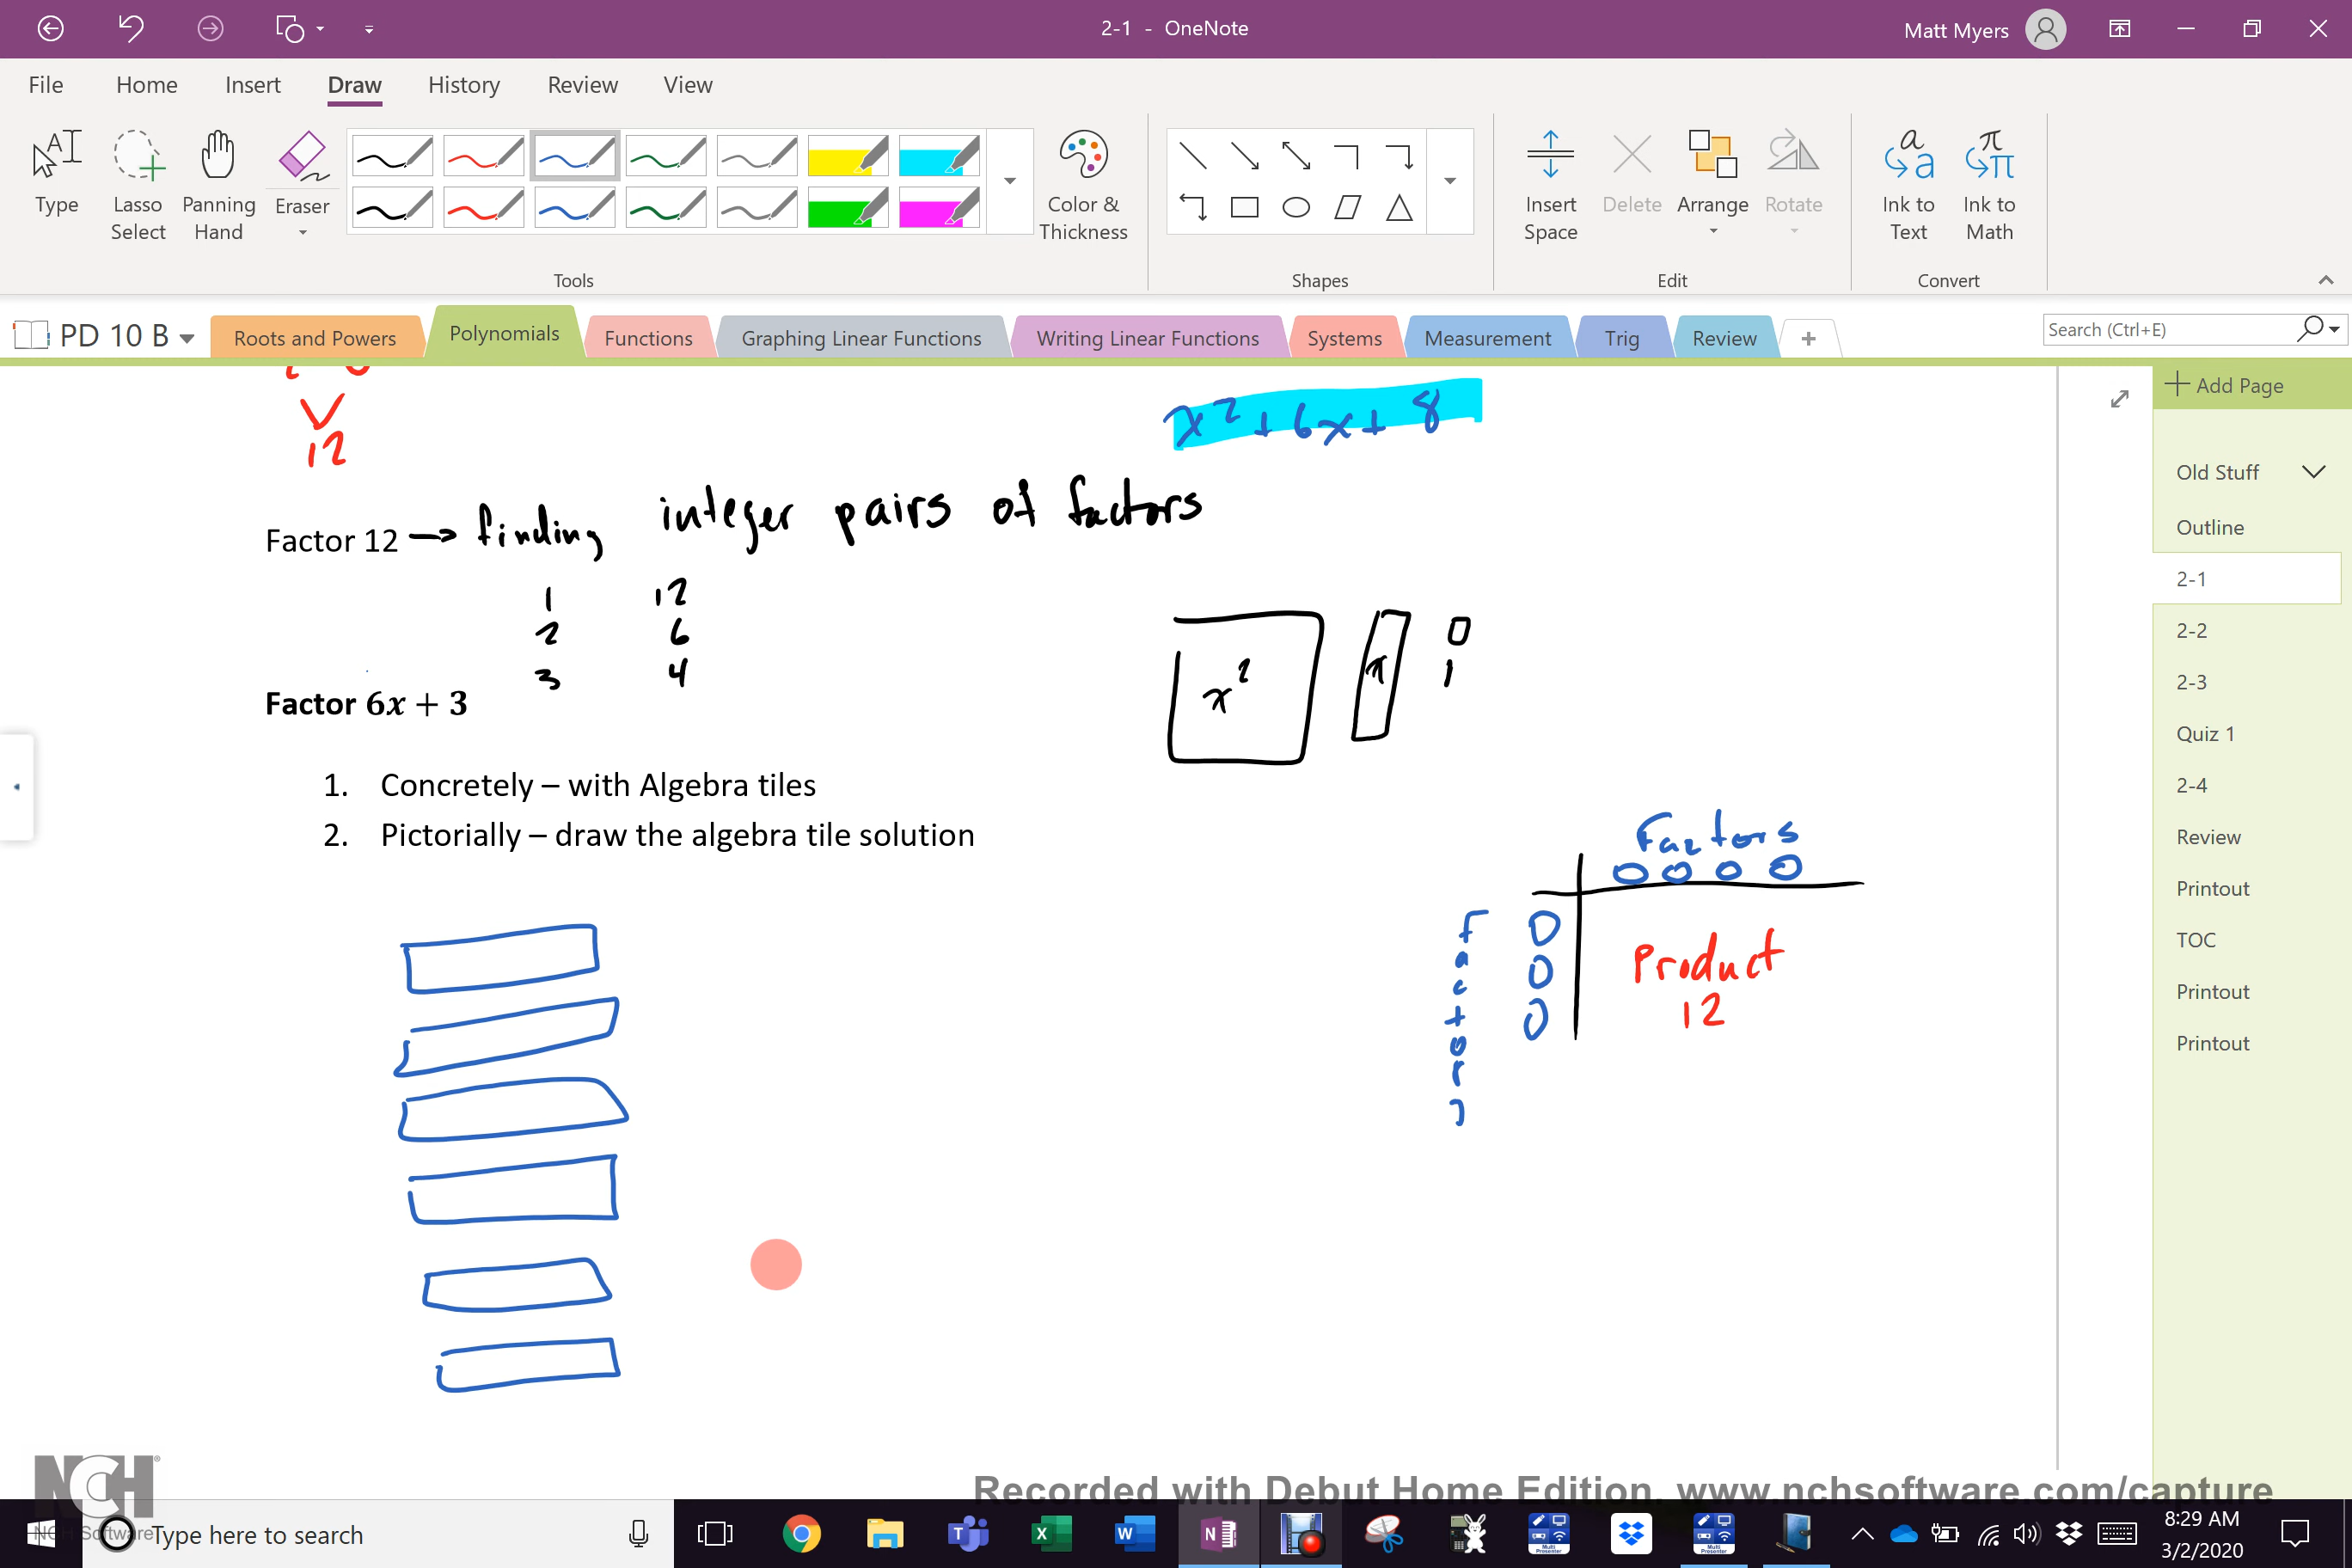 2-1 - OneNote
Matt Myers
File Home Insert Draw History Review View
Type
Lasso Select
Panning Hand
Eraser
Color & Thickness
Insert Space
Delete
Arrange
Rotate
Ink to Text
Ink to Math
Tools
Shapes
Edit
Convert
PD 10 B
Roots and Powers
Polynomials
Functions
Graphing Linear Functions
Writing Linear Functions
Systems
Measurement
Trig
Review
Search (Ctrl+E)
Add Page
Old Stuff
Outline
2-1
2-2
2-3
Quiz 1
2-4
Review
Printout
TOC
Printout
Printout
12
x² + 6x + 8
Factor 12 → finding integer pairs of factors
1 12
2 6
3 4
x²
x
1
Factor 6x + 3
1. Concretely – with Algebra tiles
2. Pictorially – draw the algebra tile solution
Factors
Factors
Product
12
NCH®
NCH Software
Recorded with Debut Home Edition. www.nchsoftware.com/capture
Type here to search
8:29 AM
3/2/2020